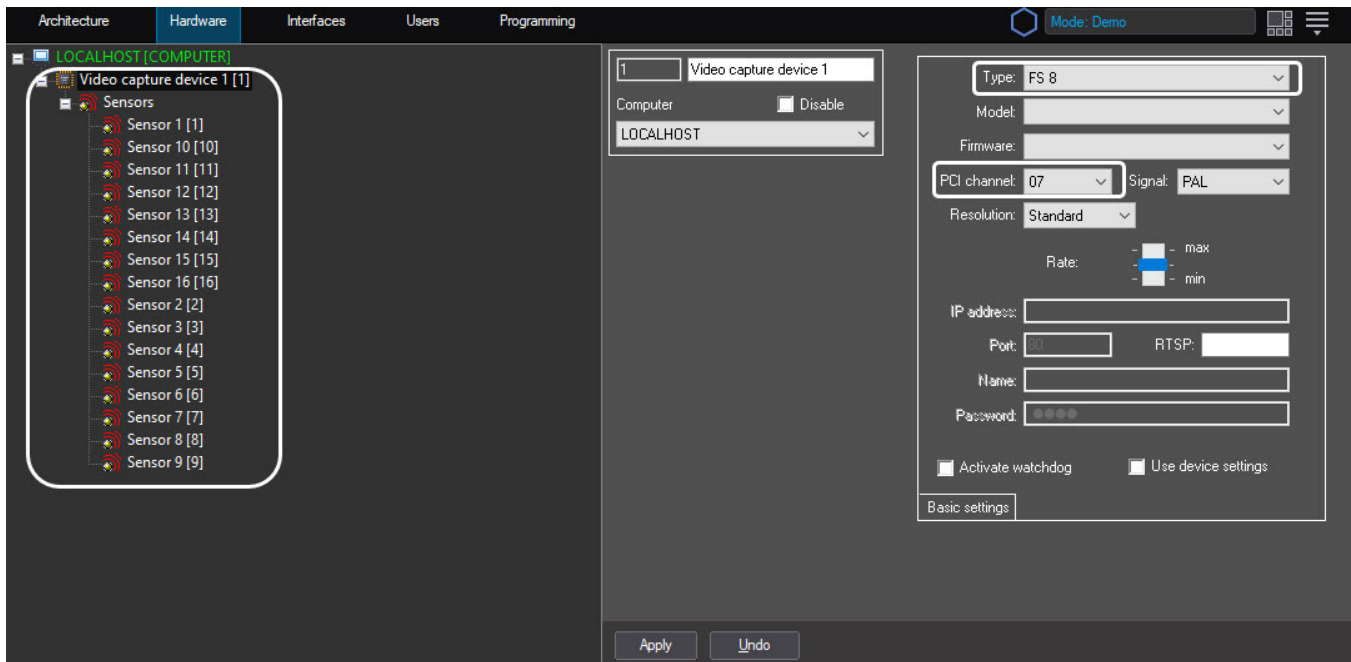 Architecture Hardware Interfaces Users Programming Mode: Demo
LOCALHOST [COMPUTER]
Video capture device 1 [1]
Sensors
Sensor 1 [1]
Sensor 10 [10]
Sensor 11 [11]
Sensor 12 [12]
Sensor 13 [13]
Sensor 14 [14]
Sensor 15 [15]
Sensor 16 [16]
Sensor 2 [2]
Sensor 3 [3]
Sensor 4 [4]
Sensor 5 [5]
Sensor 6 [6]
Sensor 7 [7]
Sensor 8 [8]
Sensor 9 [9]
1 Video capture device 1
Computer Disable
LOCALHOST
Type: FS 8
Model:
Firmware:
PCI channel: 07 Signal: PAL
Resolution: Standard
max
Rate:
min
IP address:
Port: 80 RTSP:
Name:
Password:
Activate watchdog Use device settings
Basic settings
Apply Undo